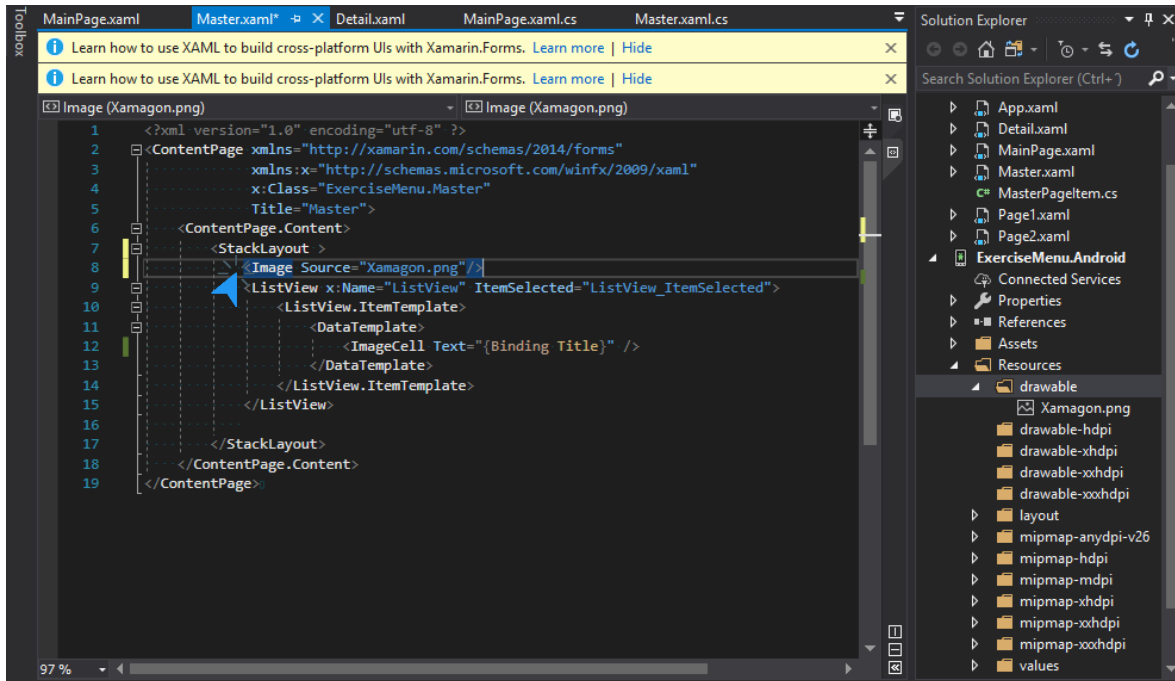 Toolbox
MainPage.xaml
Master.xaml*
Detail.xaml
MainPage.xaml.cs
Master.xaml.cs
Learn how to use XAML to build cross-platform UIs with Xamarin.Forms. Learn more | Hide
Learn how to use XAML to build cross-platform UIs with Xamarin.Forms. Learn more | Hide
Image (Xamagon.png)
Image (Xamagon.png)
1 <?xml version="1.0" encoding="utf-8" ?>
2 <ContentPage xmlns="http://xamarin.com/schemas/2014/forms"
3 xmlns:x="http://schemas.microsoft.com/winfx/2009/xaml"
4 x:Class="ExerciseMenu.Master"
5 Title="Master">
6 <ContentPage.Content>
7 <StackLayout >
8 <Image Source="Xamagon.png"/>
9 <ListView x:Name="ListView" ItemSelected="ListView_ItemSelected">
10 <ListView.ItemTemplate>
11 <DataTemplate>
12 <ImageCell Text="{Binding Title}" />
13 </DataTemplate>
14 </ListView.ItemTemplate>
15 </ListView>
16
17 </StackLayout>
18 </ContentPage.Content>
19 </ContentPage>
97 %
Solution Explorer
Search Solution Explorer (Ctrl+´)
App.xaml
Detail.xaml
MainPage.xaml
Master.xaml
C# MasterPageItem.cs
Page1.xaml
Page2.xaml
ExerciseMenu.Android
Connected Services
Properties
References
Assets
Resources
drawable
Xamagon.png
drawable-hdpi
drawable-xhdpi
drawable-xxhdpi
drawable-xxxhdpi
layout
mipmap-anydpi-v26
mipmap-hdpi
mipmap-mdpi
mipmap-xhdpi
mipmap-xxhdpi
mipmap-xxxhdpi
values